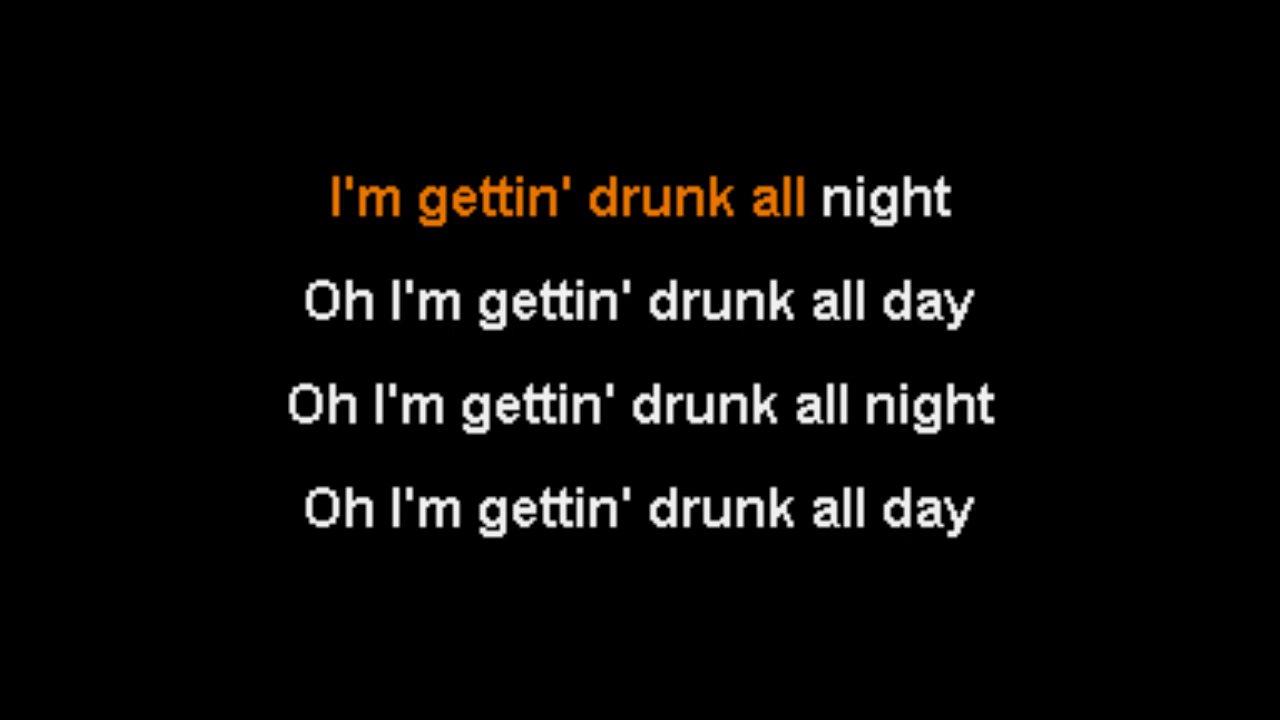 I'm gettin' drunk all night
Oh I'm gettin' drunk all day
Oh I'm gettin' drunk all night
Oh I'm gettin' drunk all day